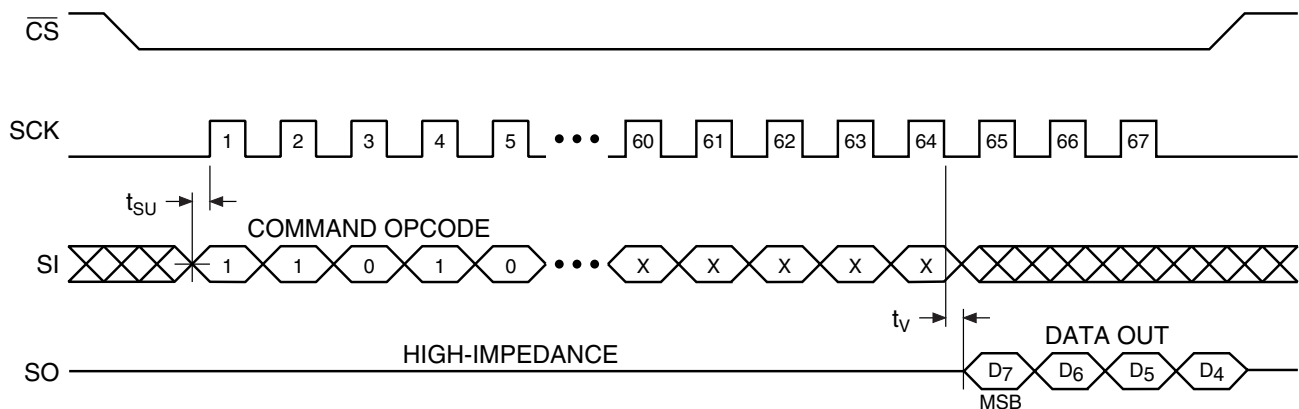 CS
SCK
1 2 3 4 5 60 61 62 63 64 65 66 67
tSU
COMMAND OPCODE
SI
1 1 0 1 0 X X X X X
tV
HIGH-IMPEDANCE
DATA OUT
SO
D7 D6 D5 D4
MSB